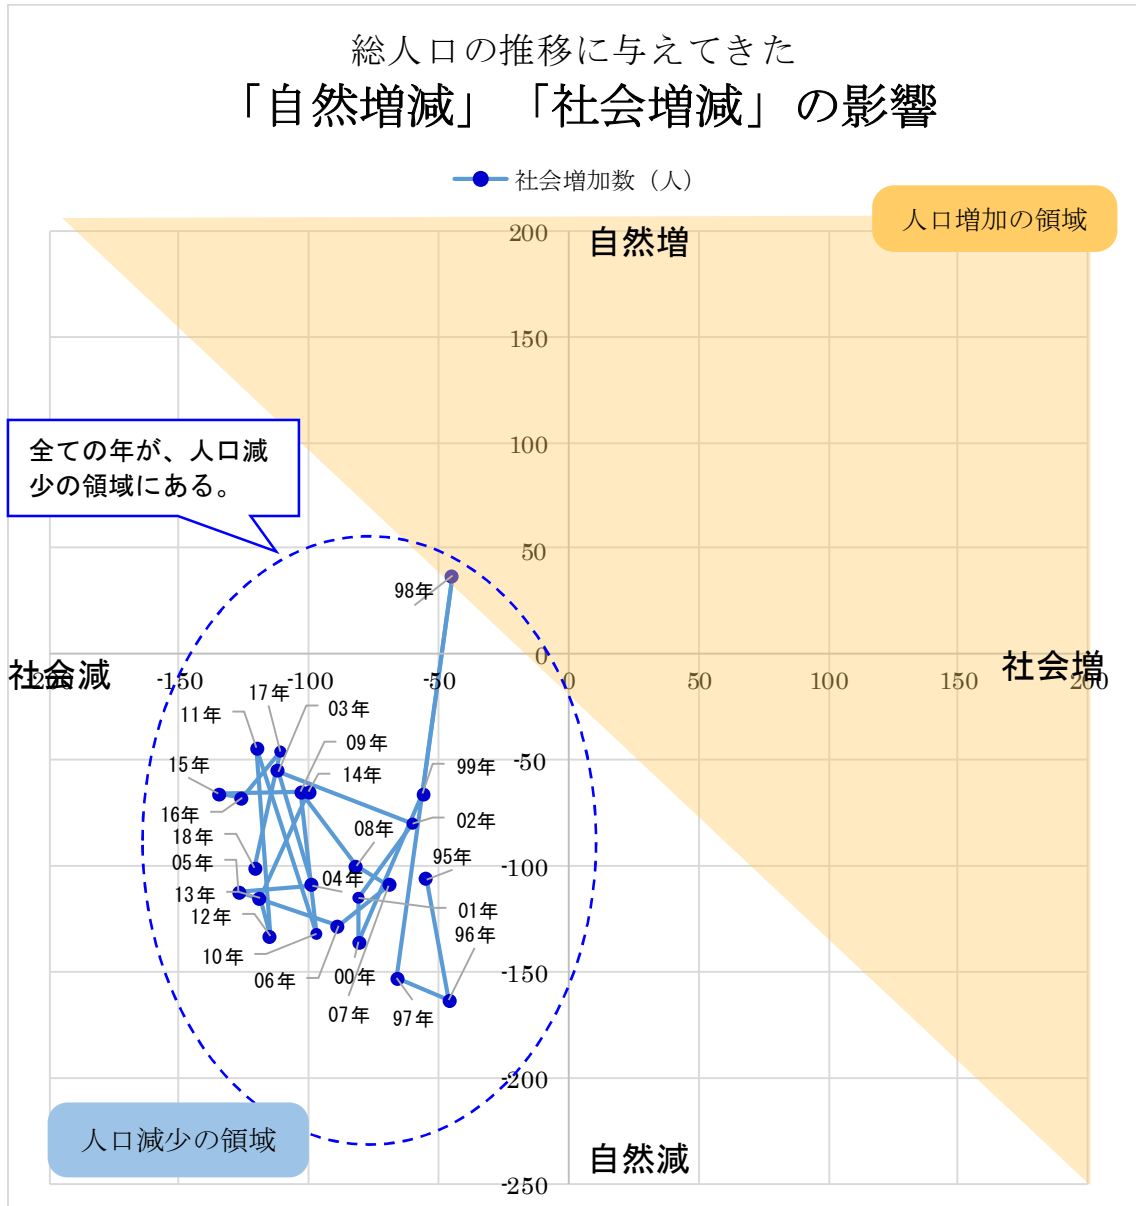 総人口の推移に与えてきた
「自然増減」「社会増減」の影響
社会増加数（人）
人口増加の領域
200
自然増
150
100
全ての年が、人口減
少の領域にある。
50
98年
0
社会減
社会増
-200
-150
-100
-50
0
50
100
150
200
17年
11年
03年
09年
15年
14年
-50
99年
16年
18年
08年
02年
05年
95年
-100
04年
13年
01年
12年
96年
10年
06年
00年
-150
07年
97年
-200
人口減少の領域
自然減
-250